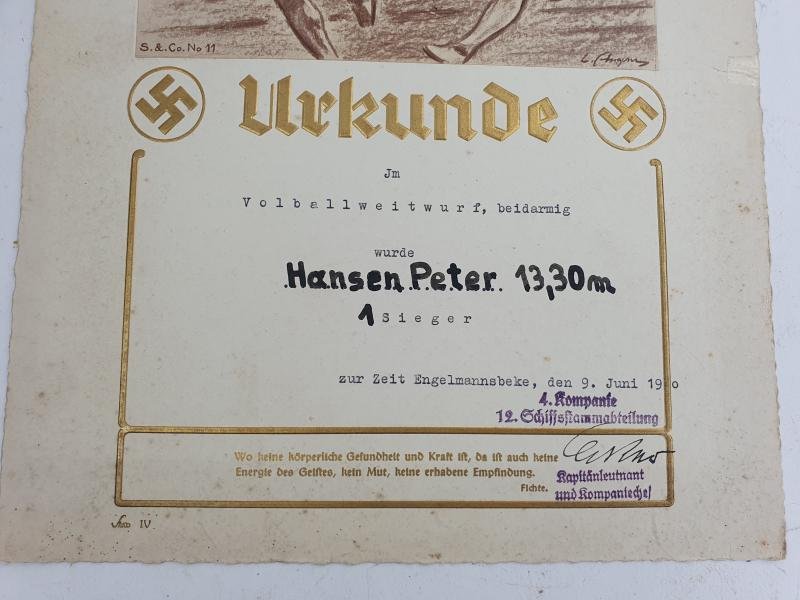 S. & Co. No 11
Urkunde
Jm
Volballweitwurf, beidarmig
wurde
Hansen Peter 13,30m
1 Sieger
zur Zeit Engelmannsbeke, den 9. Juni 19 o
4. Kompanie
12. Schiffsstammabteilung
Wo keine körperliche Gesundheit und Kraft ist, da ist auch keine
Energie des Geistes, kein Mut, keine erhabene Empfindung.
Fichte.
Kapitänleutnant
und Kompaniechef
IV